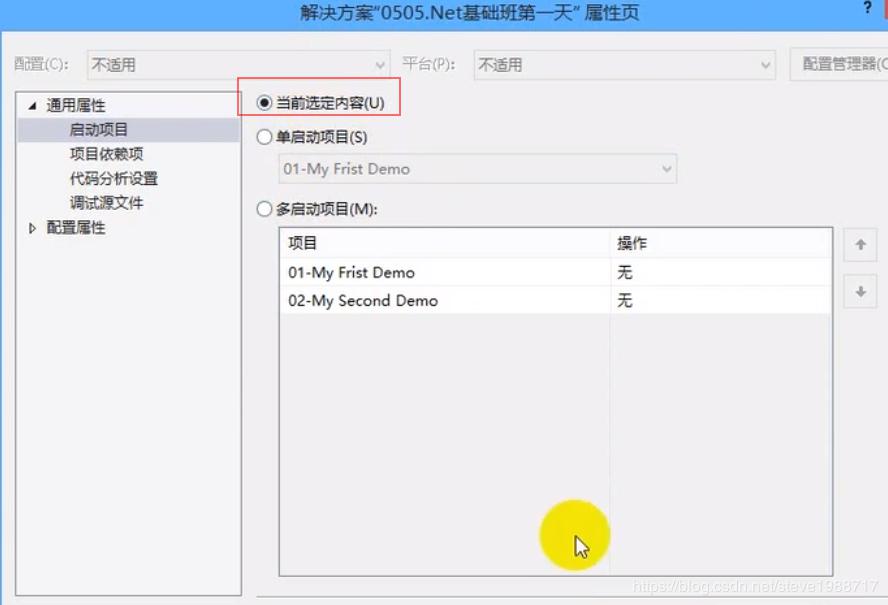 解决方案“0505.Net基础班第一天” 属性页 ?
配置(C): 不适用 平台(P): 不适用 配置管理器(C
通用属性
启动项目
项目依赖项
代码分析设置
调试源文件
配置属性
当前选定内容(U)
单启动项目(S)
01-My Frist Demo
多启动项目(M):
项目 操作
01-My Frist Demo 无
02-My Second Demo 无
https://blog.csdn.net/steve1988717